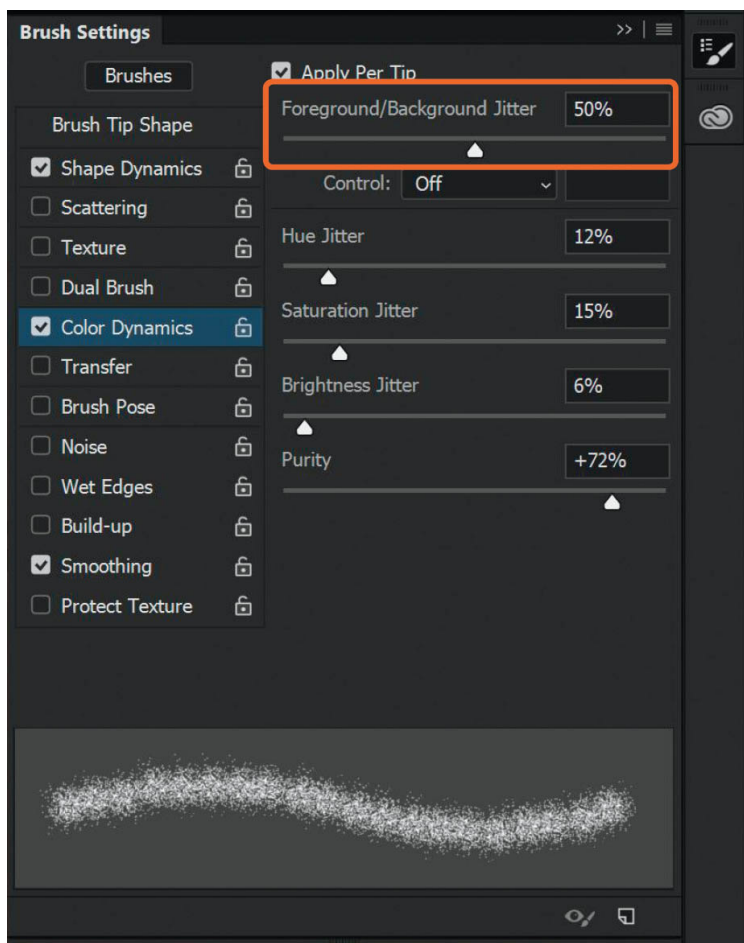 Brush Settings
Brushes
Brush Tip Shape
Shape Dynamics
Scattering
Texture
Dual Brush
Color Dynamics
Transfer
Brush Pose
Noise
Wet Edges
Build-up
Smoothing
Protect Texture
Apply Per Tip
Foreground/Background Jitter 50%
Control: Off
Hue Jitter 12%
Saturation Jitter 15%
Brightness Jitter 6%
Purity +72%